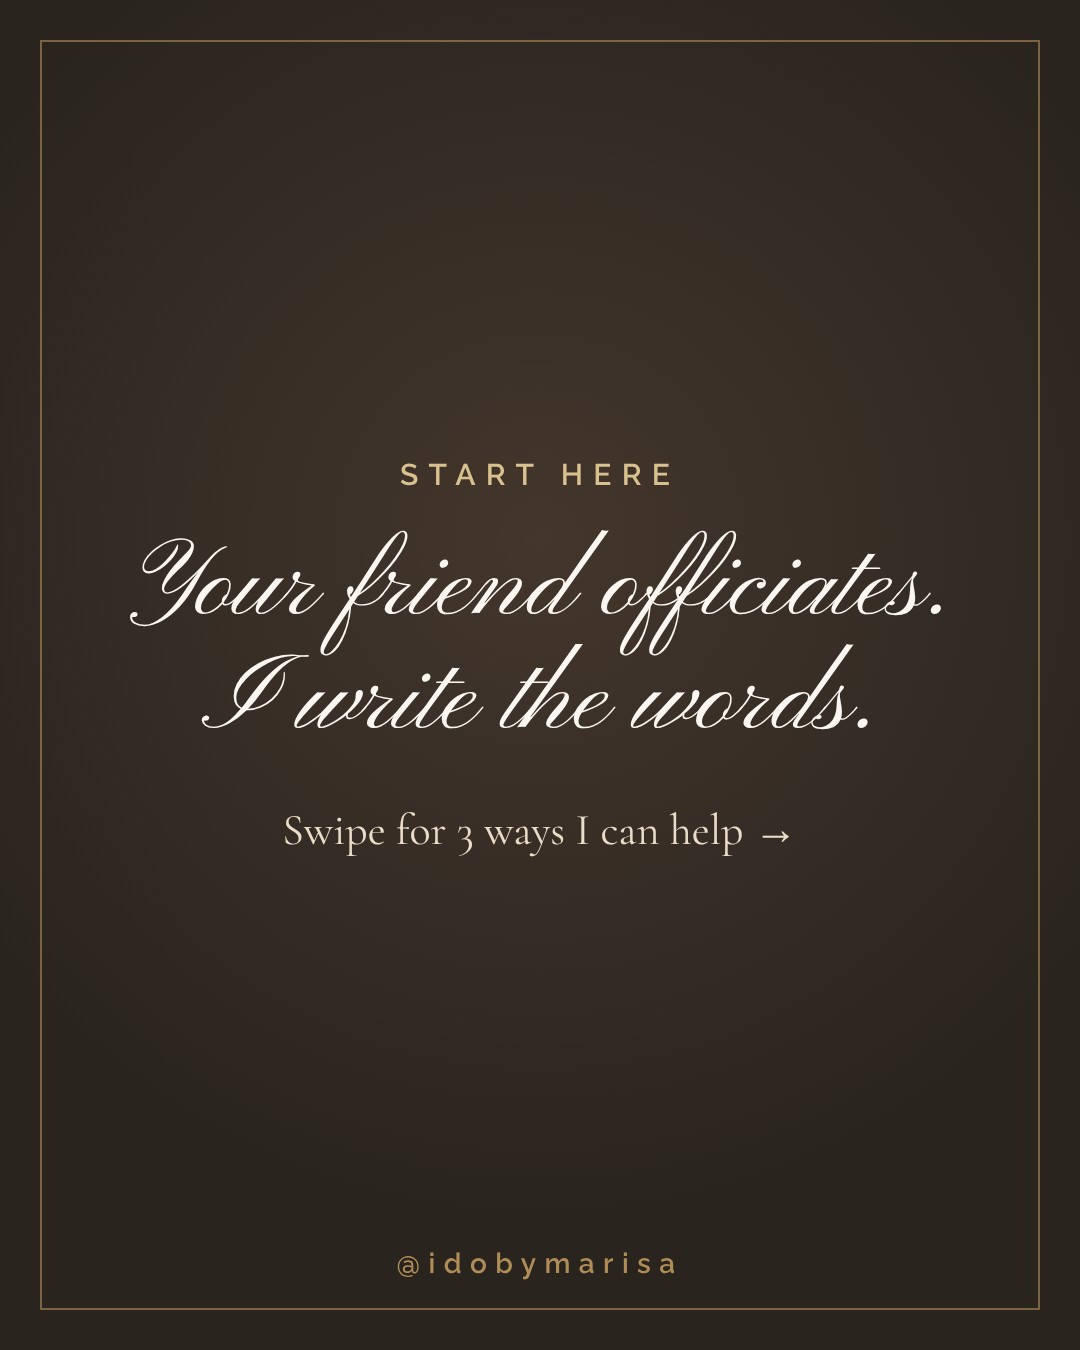 START HERE
Your friend officiates.
I write the words.
Swipe for 3 ways I can help →
@idobymarisa